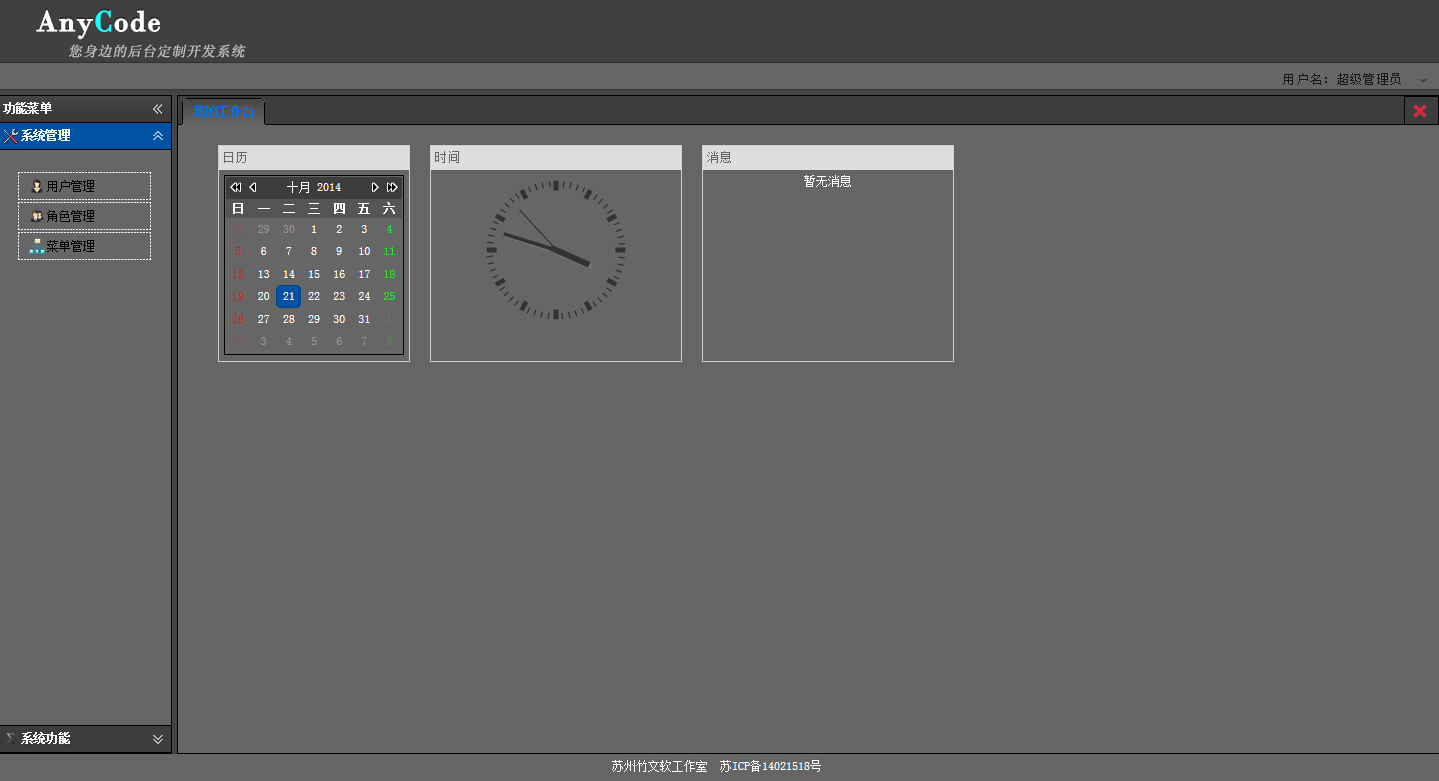 AnyCode
您身边的后台定制开发系统
用户名：超级管理员
功能菜单
系统管理
用户管理
角色管理
菜单管理
系统功能
我的工作台
日历
十月 2014
日 一 二 三 四 五 六
28 29 30 1 2 3 4
5 6 7 8 9 10 11
12 13 14 15 16 17 18
19 20 21 22 23 24 25
26 27 28 29 30 31 1
2 3 4 5 6 7 8
时间
消息
暂无消息
苏州竹文软工作室 苏ICP备14021518号